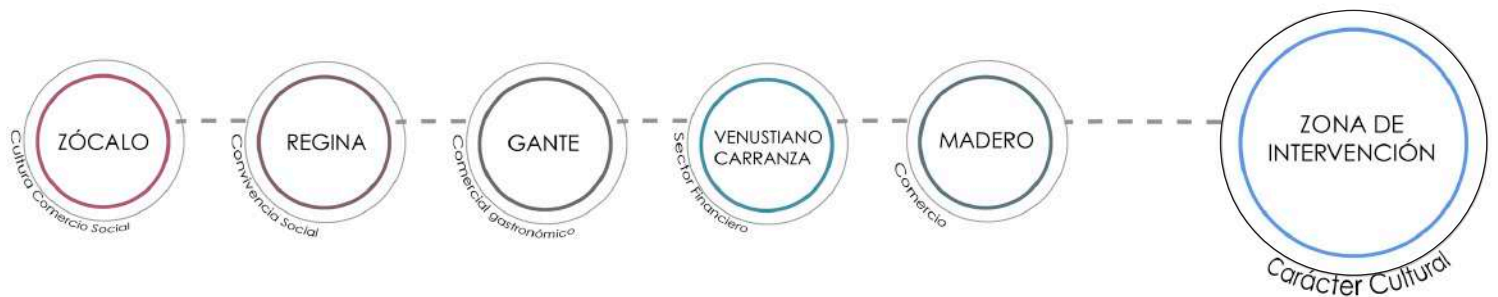 ZÓCALO
Cultura Comercio Social
REGINA
Convivencia Social
GANTE
Comercial gastronómico
VENUSTIANO
CARRANZA
Sector Financiero
MADERO
Comercio
ZONA DE
INTERVENCIÓN
Carácter Cultural